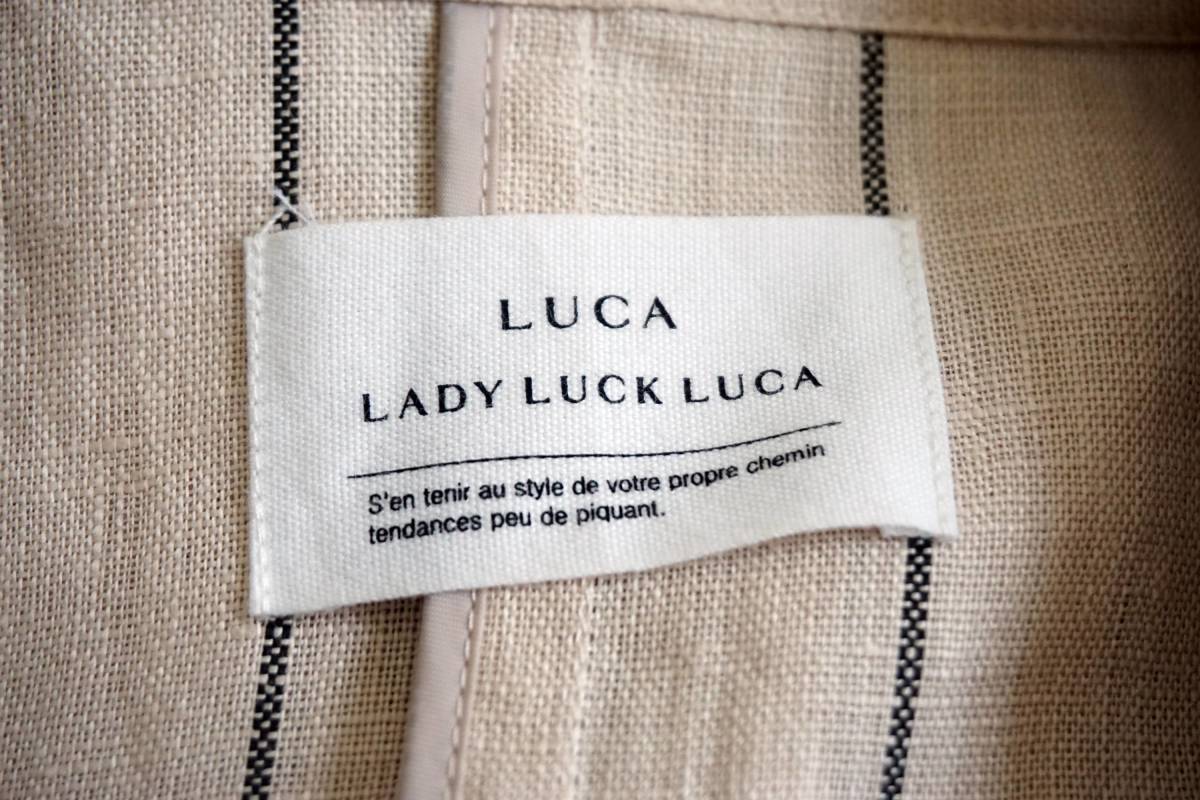 LUCA
LADY LUCK LUCA
S'en tenir au style de votre propre chemin
tendances peu de piquant.